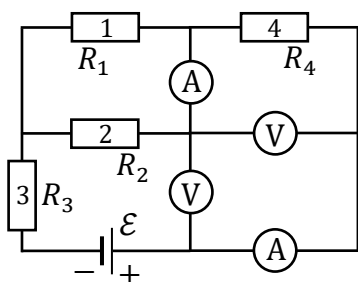 1 4
R₁ A R₄
2 V
R₂
3 R₃ V
ℰ A
− +